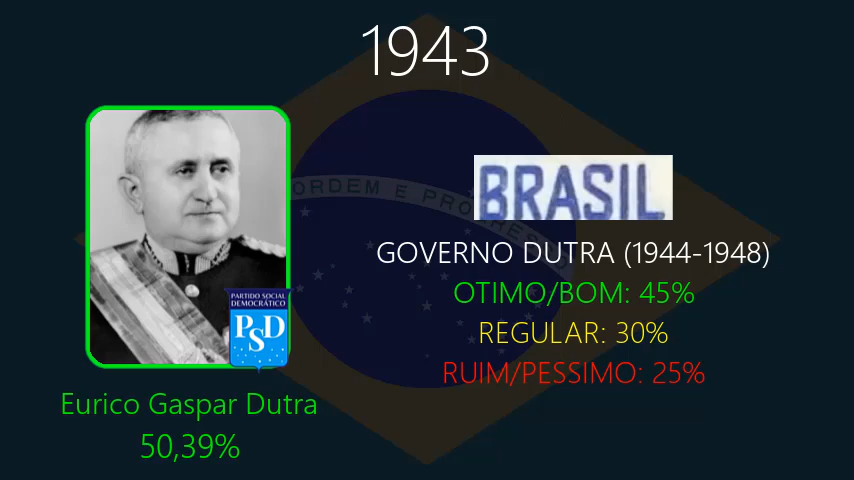 1943
ORDEM E PROGRESSO
BRASIL
GOVERNO DUTRA (1944-1948)
OTIMO/BOM: 45%
REGULAR: 30%
RUIM/PESSIMO: 25%
PARTIDO SOCIAL
DEMOCRÁTICO
PSD
Eurico Gaspar Dutra
50,39%